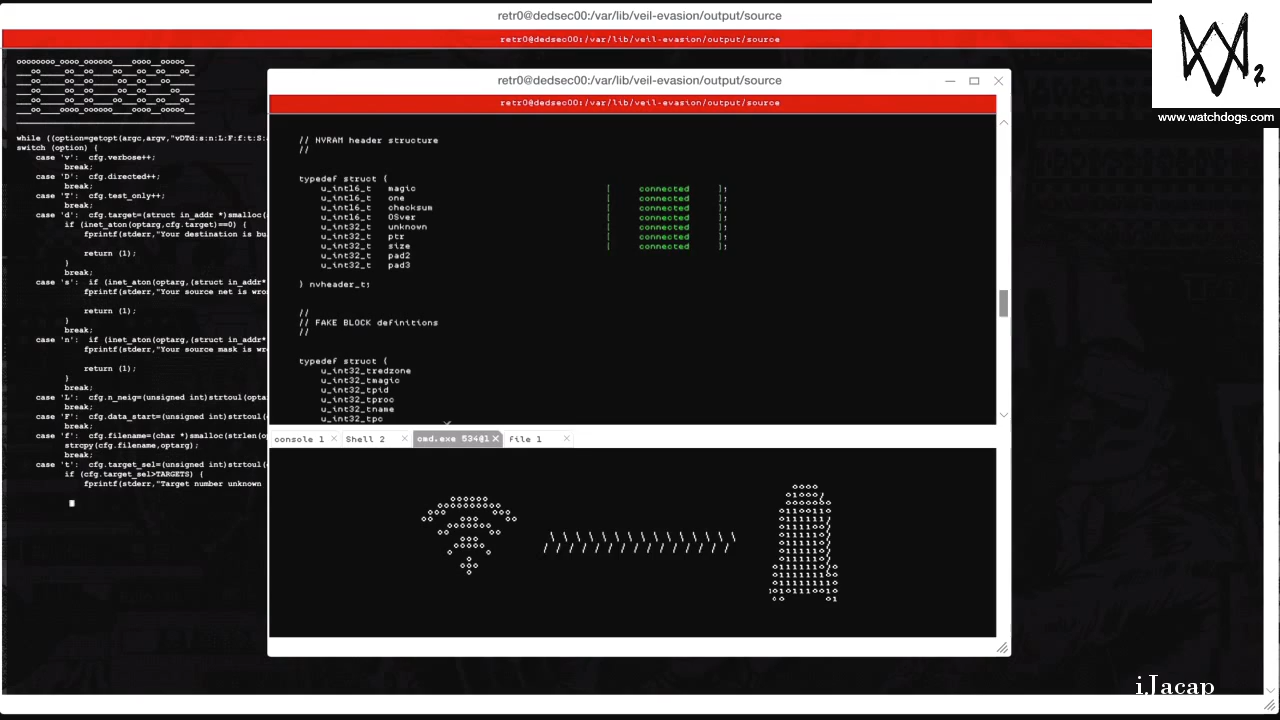 retr0@dedsec00:/var/lib/veil-evasion/output/source
retr0@dedsec00:/var/lib/veil-evasion/output/source
2
www.watchdogs.com
while ((option=getopt(argc,argv,"vDTd:s:n:L:F:f:t:S:
switch (option) {
case 'v': cfg.verbose++;
break;
case 'D': cfg.directed++;
break;
case 'T': cfg.test_only++;
break;
case 'd': cfg.target=(struct in_addr *)smalloc(
if (inet_aton(optarg,cfg.target)==0) {
fprintf(stderr,"Your destination is bu
return (1);
}
break;
case 's': if (inet_aton(optarg,(struct in_addr*
fprintf(stderr,"Your source net is wro
return (1);
}
break;
case 'n': if (inet_aton(optarg,(struct in_addr*
fprintf(stderr,"Your source mask is wr
return (1);
}
break;
case 'L': cfg.n_neig=(unsigned int)strtoul(opta
break;
case 'F': cfg.data_start=(unsigned int)strtoul(
break;
case 'f': cfg.filename=(char *)smalloc(strlen(o
strcpy(cfg.filename,optarg);
break;
case 't': cfg.target_sel=(unsigned int)strtoul(
if (cfg.target_sel>TARGETS) {
fprintf(stderr,"Target number unknown
retr0@dedsec00:/var/lib/veil-evasion/output/source
retr0@dedsec00:/var/lib/veil-evasion/output/source
// NVRAM header structure
//
typedef struct {
u_int16_t magic [ connected ];
u_int16_t one [ connected ];
u_int16_t checksum [ connected ];
u_int16_t OSver [ connected ];
u_int32_t unknown [ connected ];
u_int32_t ptr [ connected ];
u_int32_t size [ connected ];
u_int32_t pad2
u_int32_t pad3
} nvheader_t;
//
// FAKE BLOCK definitions
//
typedef struct {
u_int32_tredzone
u_int32_tmagic
u_int32_tpid
u_int32_tproc
u_int32_tname
u_int32_tpc
console 1
Shell 2
cmd.exe 534@1
File 1
i.Jacap